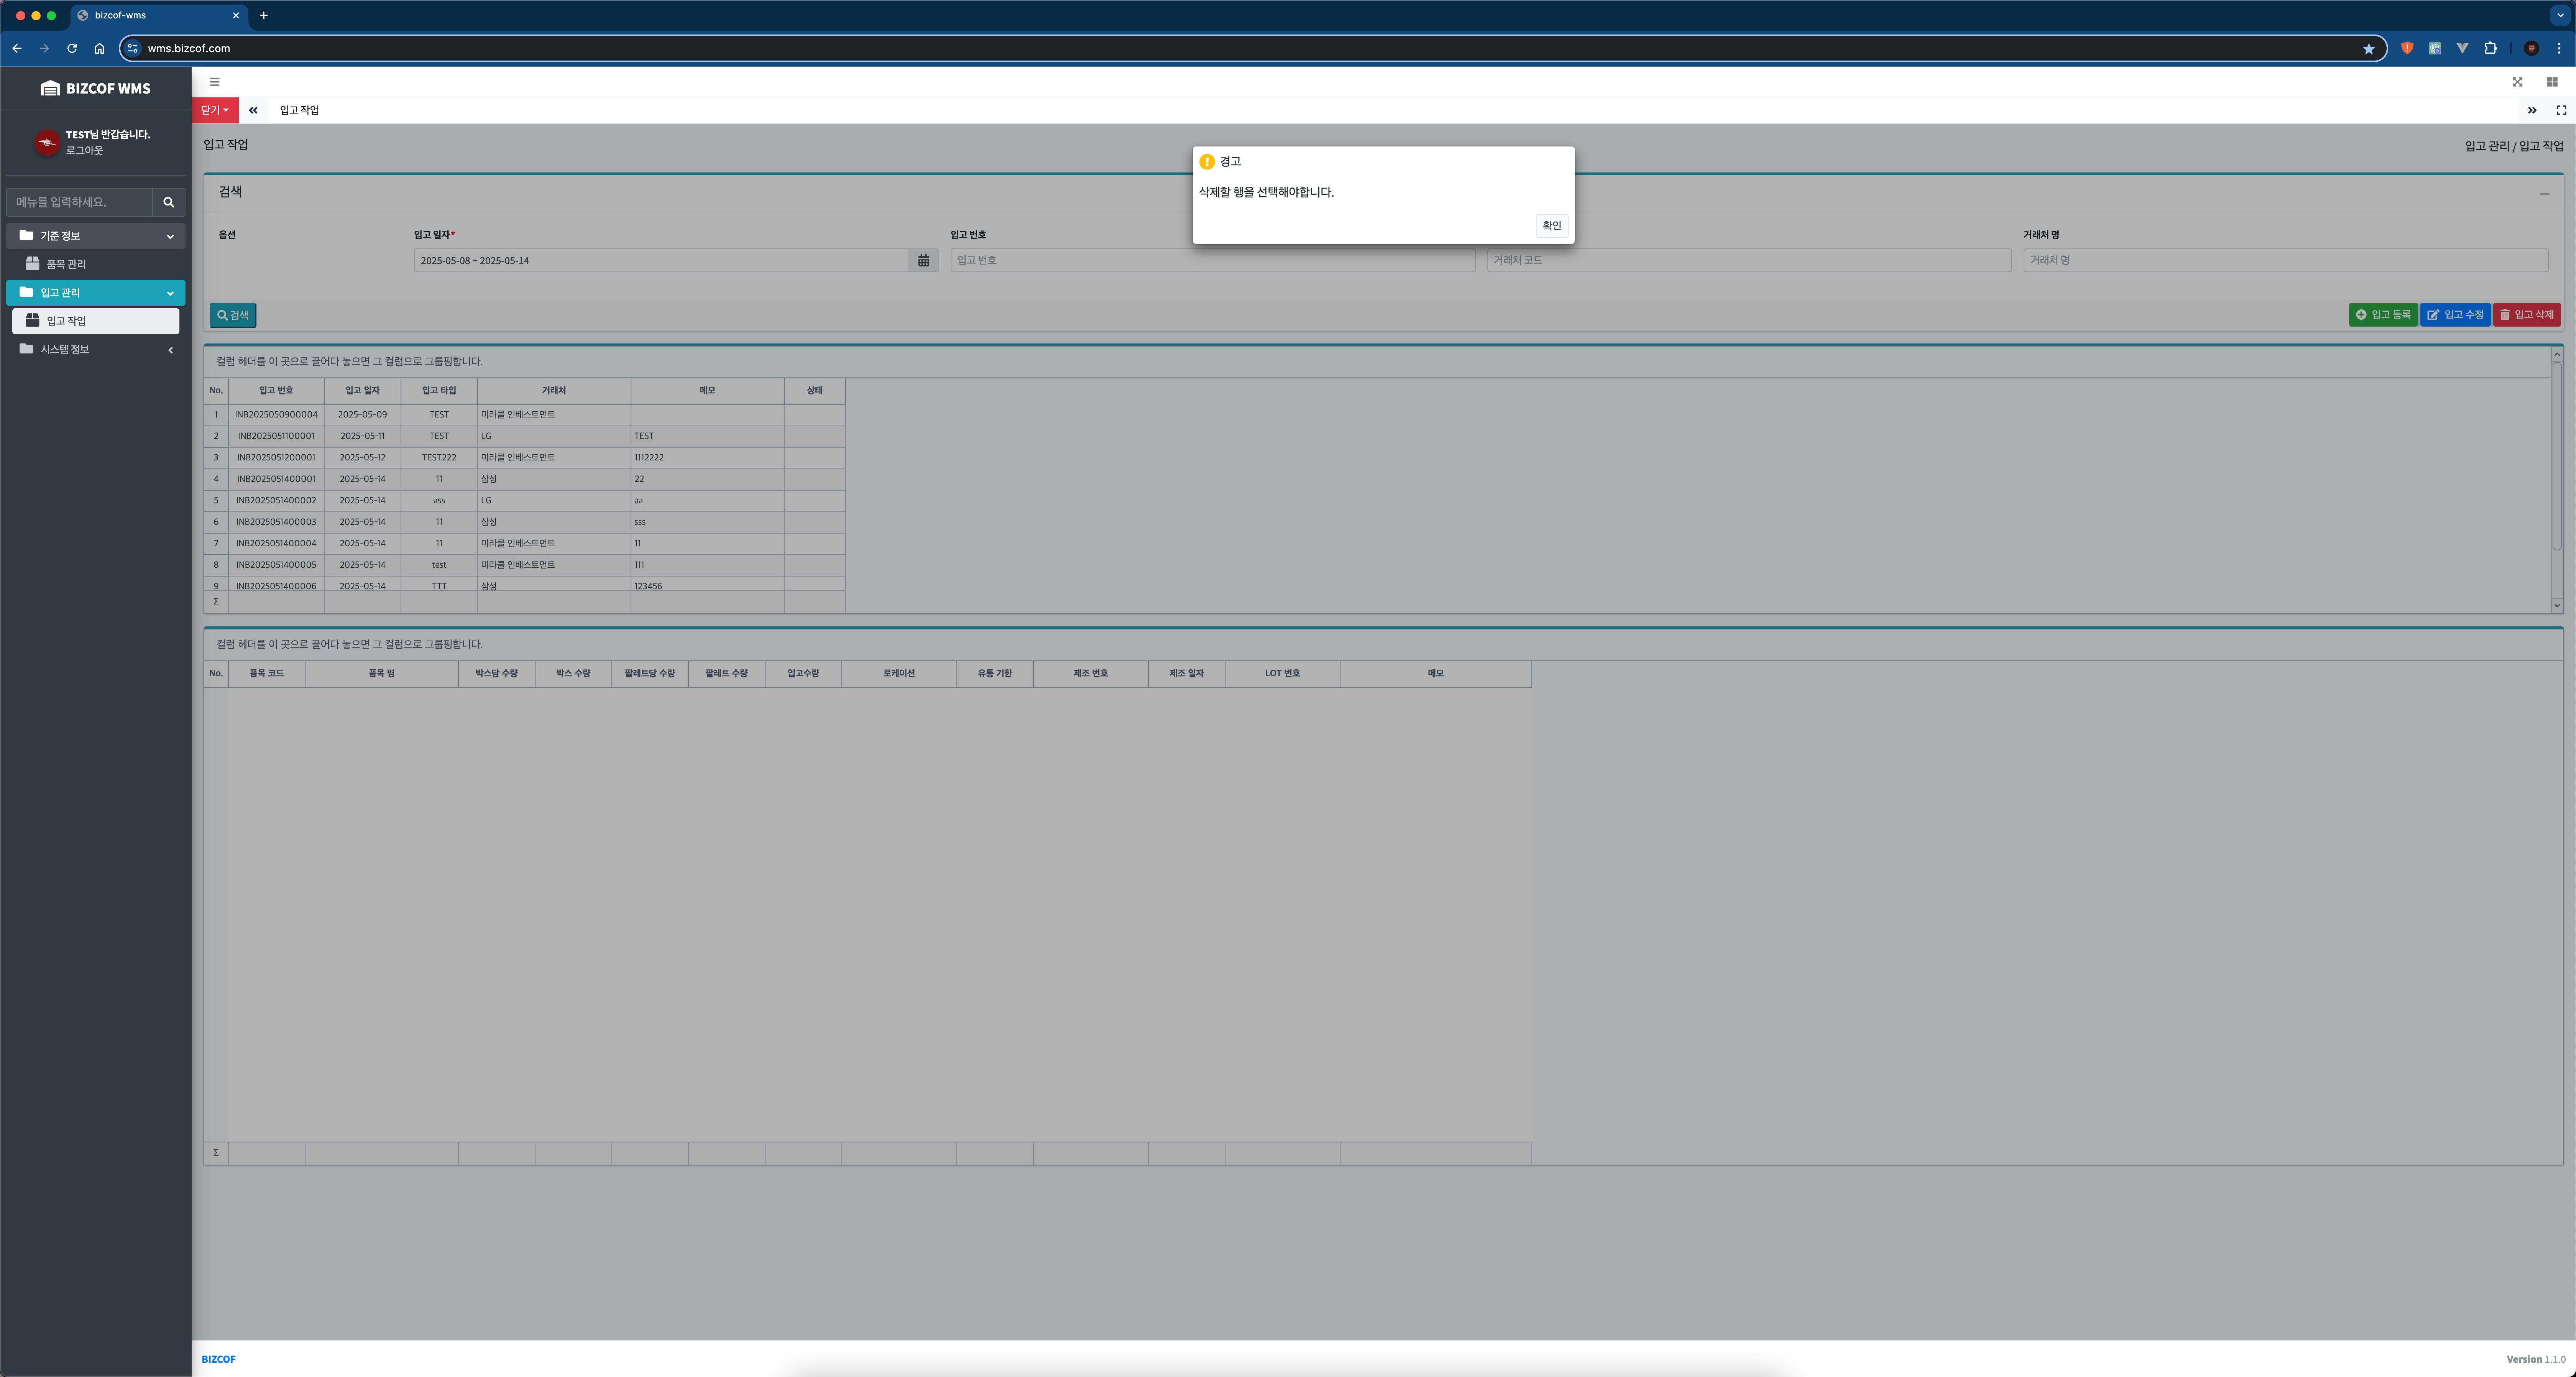 bizcof-wms
wms.bizcof.com
BIZCOF WMS
TEST님 반갑습니다.
로그아웃
메뉴를 입력하세요.
기준 정보
품목 관리
입고 관리
입고 작업
시스템 정보
닫기
입고 작업
입고 작업
입고 관리 / 입고 작업
경고
삭제할 행을 선택해야합니다.
확인
검색
옵션
입고 일자*
입고 번호
거래처 명
2025-05-08 ~ 2025-05-14
입고 번호
거래처 코드
거래처 명
검색
입고 등록
입고 수정
입고 삭제
컬럼 헤더를 이 곳으로 끌어다 놓으면 그 컬럼으로 그룹핑합니다.
No. 입고 번호 입고 일자 입고 타입 거래처 메모 상태
1 INB2025050900004 2025-05-09 TEST 미라클 인베스트먼트
2 INB2025051100001 2025-05-11 TEST LG TEST
3 INB2025051200001 2025-05-12 TEST222 미라클 인베스트먼트 1112222
4 INB2025051400001 2025-05-14 11 삼성 22
5 INB2025051400002 2025-05-14 ass LG aa
6 INB2025051400003 2025-05-14 11 삼성 sss
7 INB2025051400004 2025-05-14 11 미라클 인베스트먼트 11
8 INB2025051400005 2025-05-14 test 미라클 인베스트먼트 111
9 INB2025051400006 2025-05-14 TTT 삼성 123456
Σ
컬럼 헤더를 이 곳으로 끌어다 놓으면 그 컬럼으로 그룹핑합니다.
No. 품목 코드 품목 명 박스당 수량 박스 수량 팔레트당 수량 팔레트 수량 입고수량 로케이션 유통 기한 제조 번호 제조 일자 LOT 번호 메모
Σ
BIZCOF
Version 1.1.0